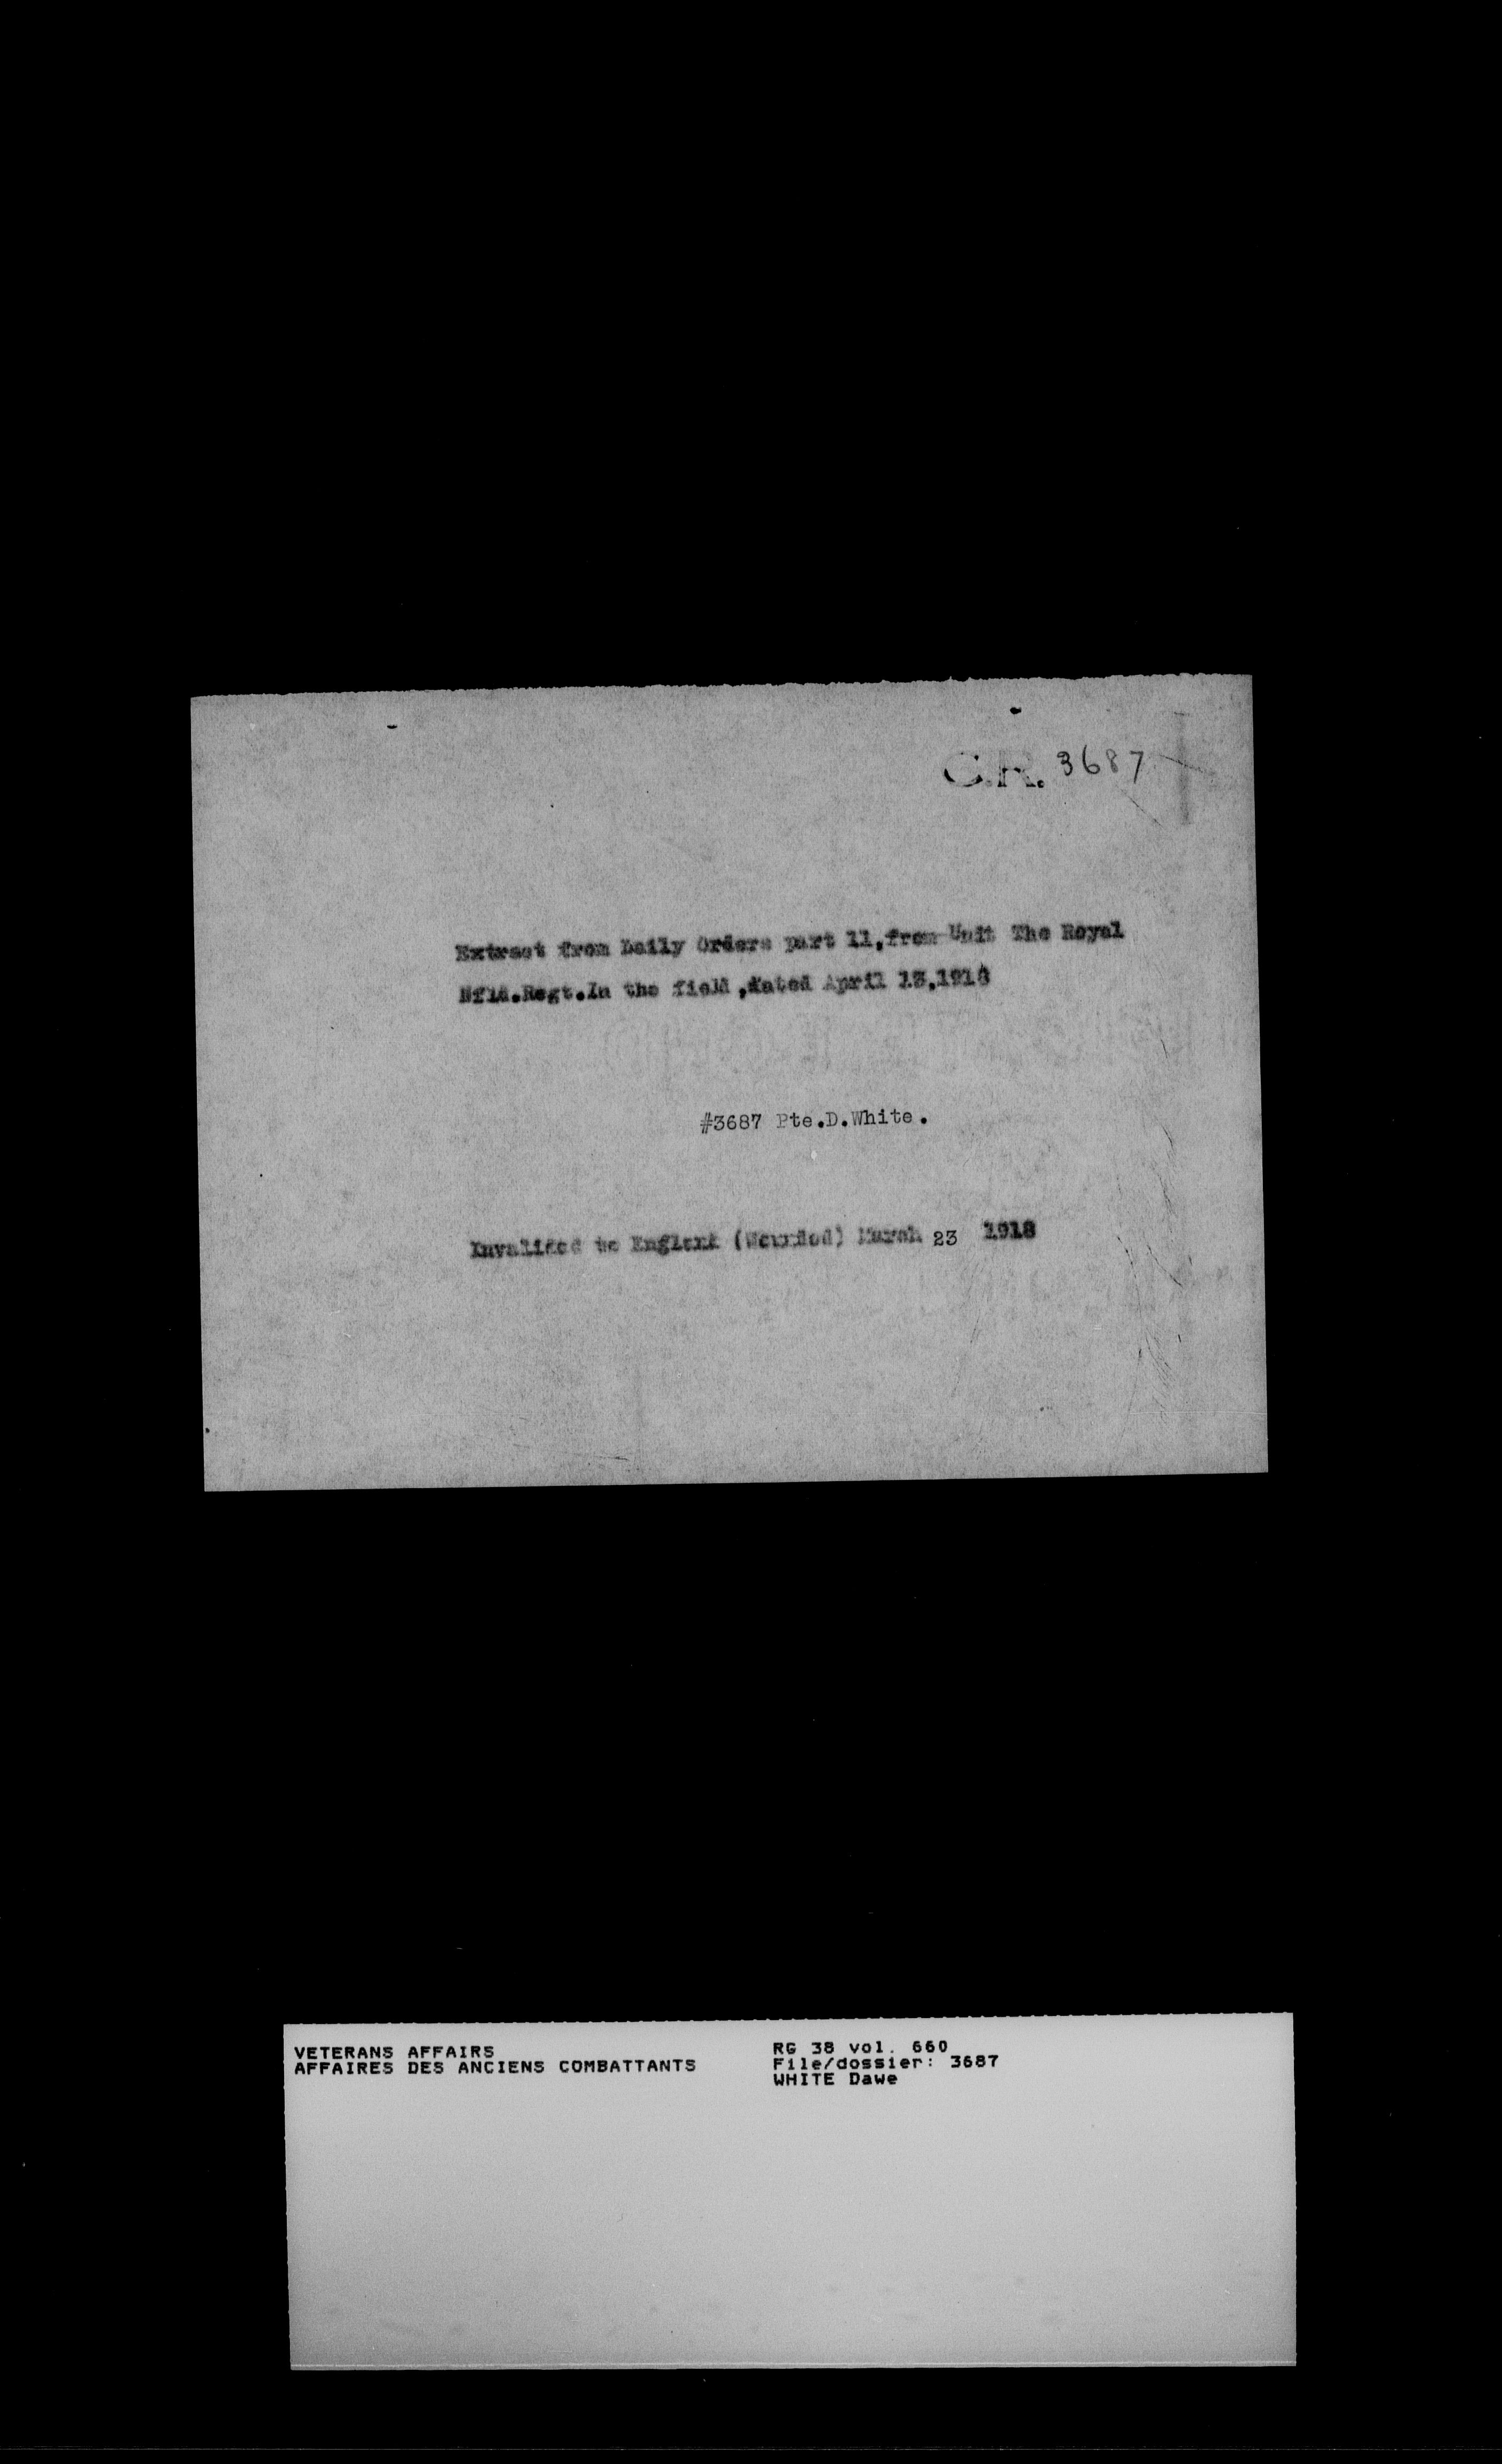 C.R. 3687
Extract from Daily Orders part 11,from Unit The Royal
Nfld.Regt.In the field ,dated April 13,1918
#3687 Pte.D.White.
Invalided to England (Wounded) March 23 1918
VETERANS AFFAIRS
AFFAIRES DES ANCIENS COMBATTANTS
RG 38 vol. 660
File/dossier: 3687
WHITE Dawe